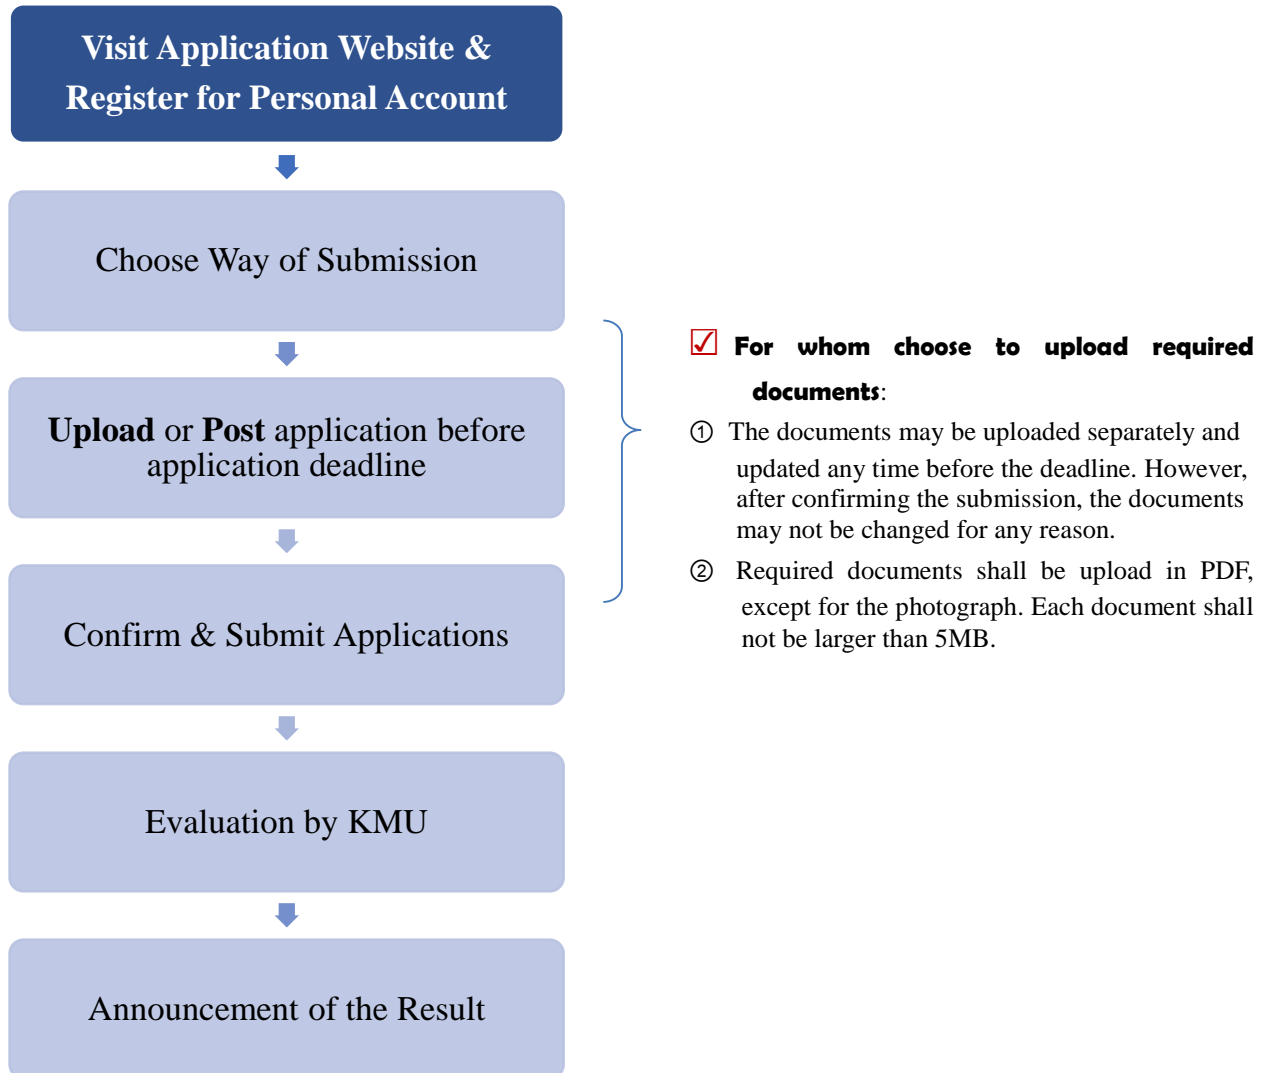 Visit Application Website &
Register for Personal Account
Choose Way of Submission
Upload or Post application before
application deadline
Confirm & Submit Applications
Evaluation by KMU
Announcement of the Result
☑ For whom choose to upload required
documents:
① The documents may be uploaded separately and
updated any time before the deadline. However,
after confirming the submission, the documents
may not be changed for any reason.
② Required documents shall be upload in PDF,
except for the photograph. Each document shall
not be larger than 5MB.